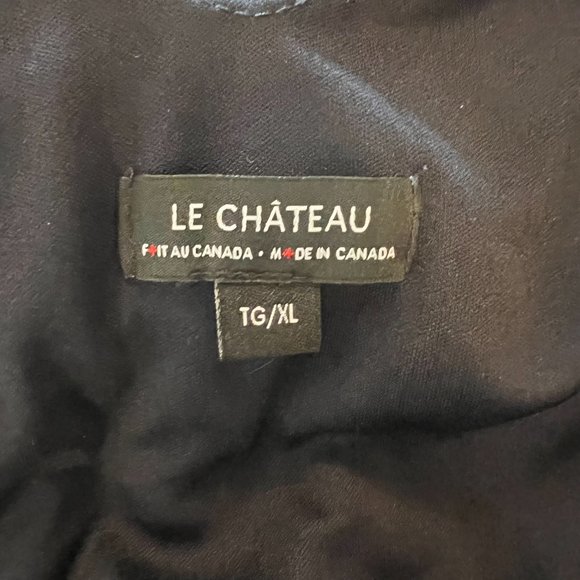 LE CHÂTEAU
FAIT AU CANADA • MADE IN CANADA
TG/XL